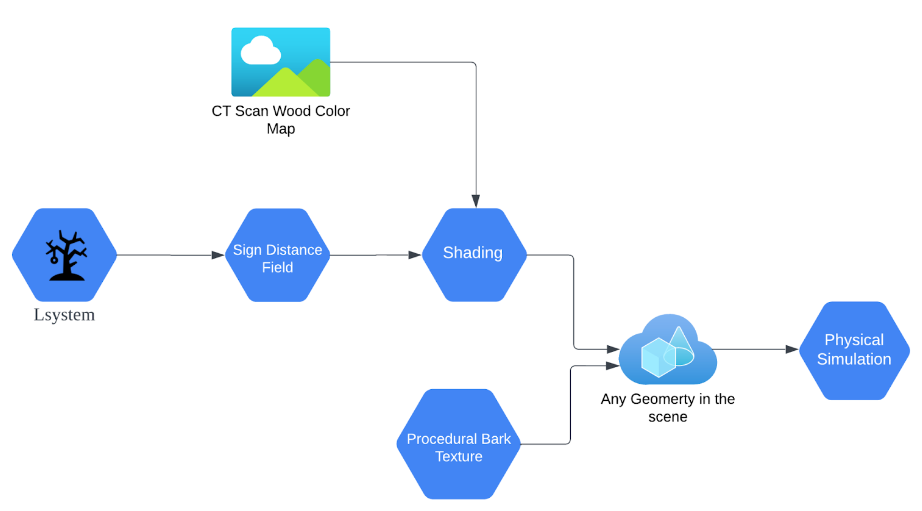 CT Scan Wood Color
Map
Sign Distance
Field
Shading
Lsystem
Physical
Simulation
Any Geomerty in the
scene
Procedural Bark
Texture